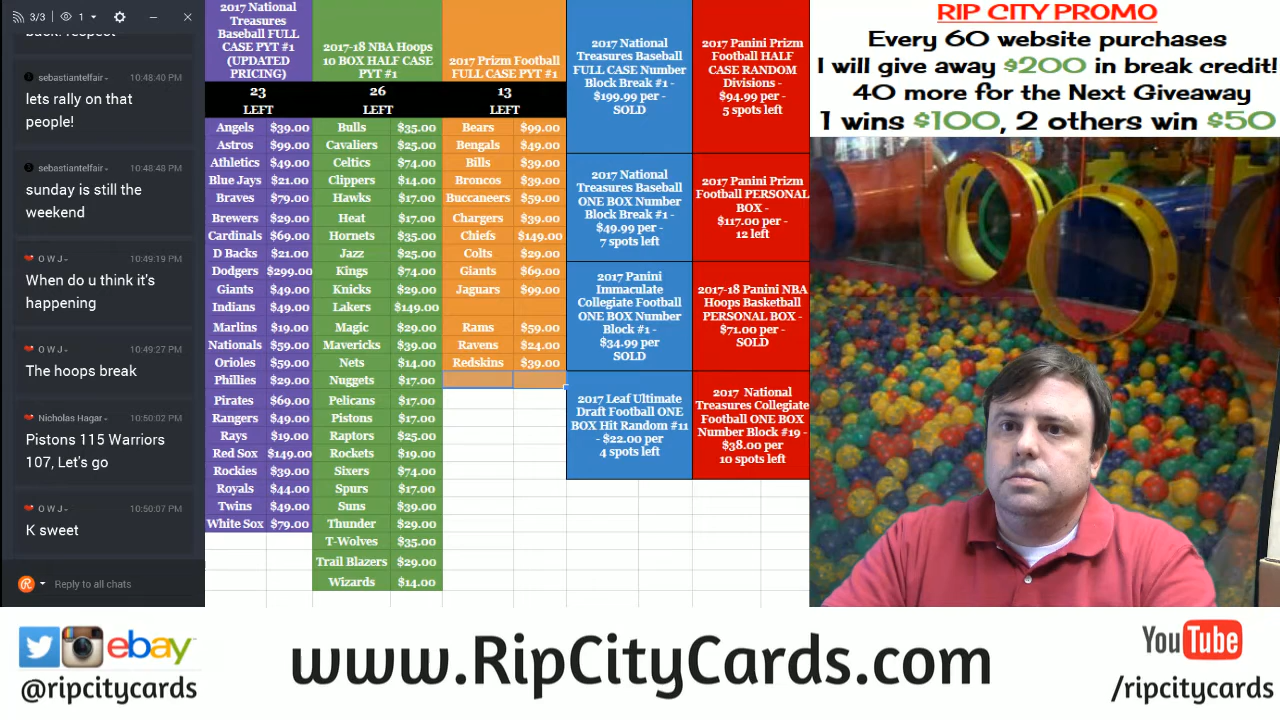 3/3 1
back. respect
sebastiantelfair 10:48:40 PM
lets rally on that
people!
sebastiantelfair 10:48:48 PM
sunday is still the
weekend
O W J 10:49:19 PM
When do u think it's
happening
O W J 10:49:27 PM
The hoops break
Nicholas Hagar 10:50:02 PM
Pistons 115 Warriors
107, Let's go
O W J 10:50:07 PM
K sweet
Reply to all chats
2017 National
Treasures
Baseball FULL
CASE PYT #1
(UPDATED
PRICING)
23
LEFT
Angels $39.00
Astros $99.00
Athletics $49.00
Blue Jays $21.00
Braves $79.00
Brewers $29.00
Cardinals $69.00
D Backs $21.00
Dodgers $299.00
Giants $49.00
Indians $49.00
Marlins $19.00
Nationals $59.00
Orioles $59.00
Phillies $29.00
Pirates $69.00
Rangers $49.00
Rays $19.00
Red Sox $149.00
Rockies $39.00
Royals $44.00
Twins $49.00
White Sox $79.00
2017-18 NBA Hoops
10 BOX HALF CASE
PYT #1
26
LEFT
Bulls $35.00
Cavaliers $25.00
Celtics $74.00
Clippers $14.00
Hawks $17.00
Heat $17.00
Hornets $35.00
Jazz $25.00
Kings $74.00
Knicks $29.00
Lakers $149.00
Magic $29.00
Mavericks $39.00
Nets $14.00
Nuggets $17.00
Pelicans $17.00
Pistons $17.00
Raptors $25.00
Rockets $19.00
Sixers $74.00
Spurs $17.00
Suns $39.00
Thunder $29.00
T-Wolves $35.00
Trail Blazers $29.00
Wizards $14.00
2017 Prizm Football
FULL CASE PYT #1
13
LEFT
Bears $99.00
Bengals $49.00
Bills $39.00
Broncos $39.00
Buccaneers $59.00
Chargers $39.00
Chiefs $149.00
Colts $29.00
Giants $69.00
Jaguars $99.00
Rams $59.00
Ravens $24.00
Redskins $39.00
2017 National
Treasures Baseball
FULL CASE Number
Block Break #1 -
$199.99 per -
SOLD
2017 National
Treasures Baseball
ONE BOX Number
Block Break #1 -
$49.99 per -
7 spots left
2017 Panini
Immaculate
Collegiate Football
ONE BOX Number
Block #1 -
$34.99 per
SOLD
2017 Leaf Ultimate
Draft Football ONE
BOX Hit Random #11
- $22.00 per
4 spots left
2017 Panini Prizm
Football HALF
CASE RANDOM
Divisions -
$94.99 per -
5 spots left
2017 Panini Prizm
Football PERSONAL
BOX -
$117.00 per -
12 left
2017-18 Panini NBA
Hoops Basketball
PERSONAL BOX -
$71.00 per -
SOLD
2017 National
Treasures Collegiate
Football ONE BOX
Number Block #19 -
$38.00 per
10 spots left
RIP CITY PROMO
Every 60 website purchases
I will give away $200 in break credit!
40 more for the Next Giveaway
1 wins $100, 2 others win $50
ebay
@ripcitycards
www.RipCityCards.com
YouTube
/ripcitycards